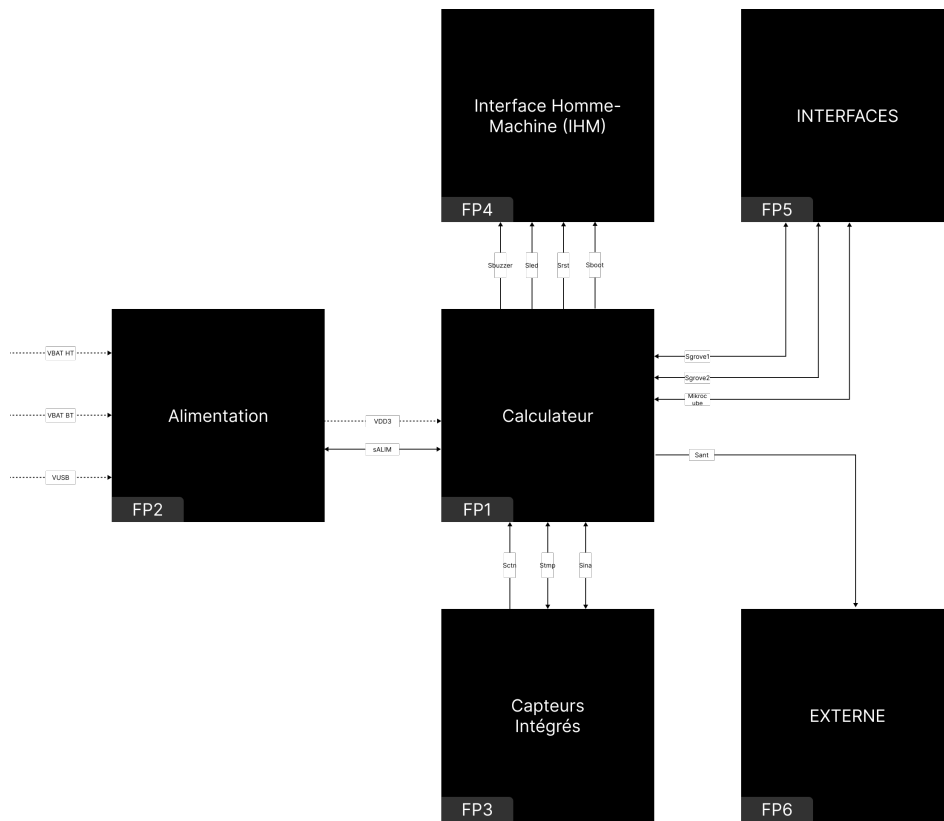 Interface Homme-
Machine (IHM)
FP4
INTERFACES
FP5
Sbuzzer
Sled
Srst
Sboot
VBAT HT
VBAT BT
VUSB
Alimentation
FP2
VDD3
sALIM
Calculateur
FP1
Sgrove1
Sgrove2
Mikroc
ube
Sant
Sctn
Stmp
Sina
Capteurs
Intégrés
FP3
EXTERNE
FP6